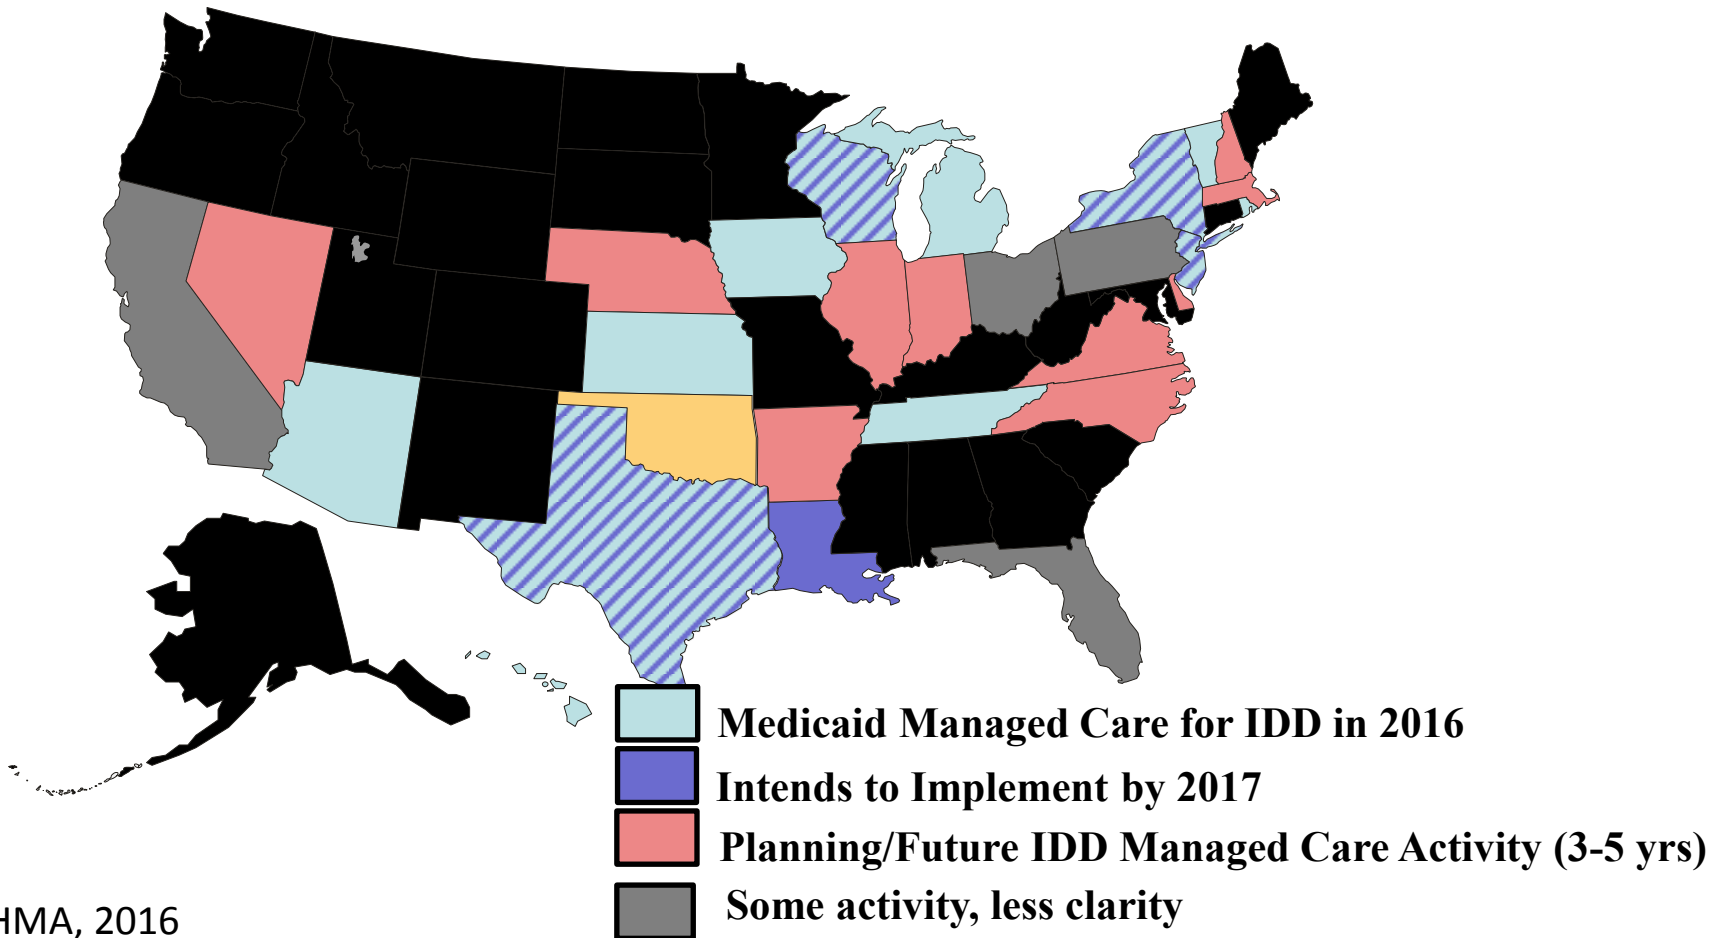 Medicaid Managed Care for IDD in 2016
Intends to Implement by 2017
Planning/Future IDD Managed Care Activity (3-5 yrs)
Some activity, less clarity
HMA, 2016